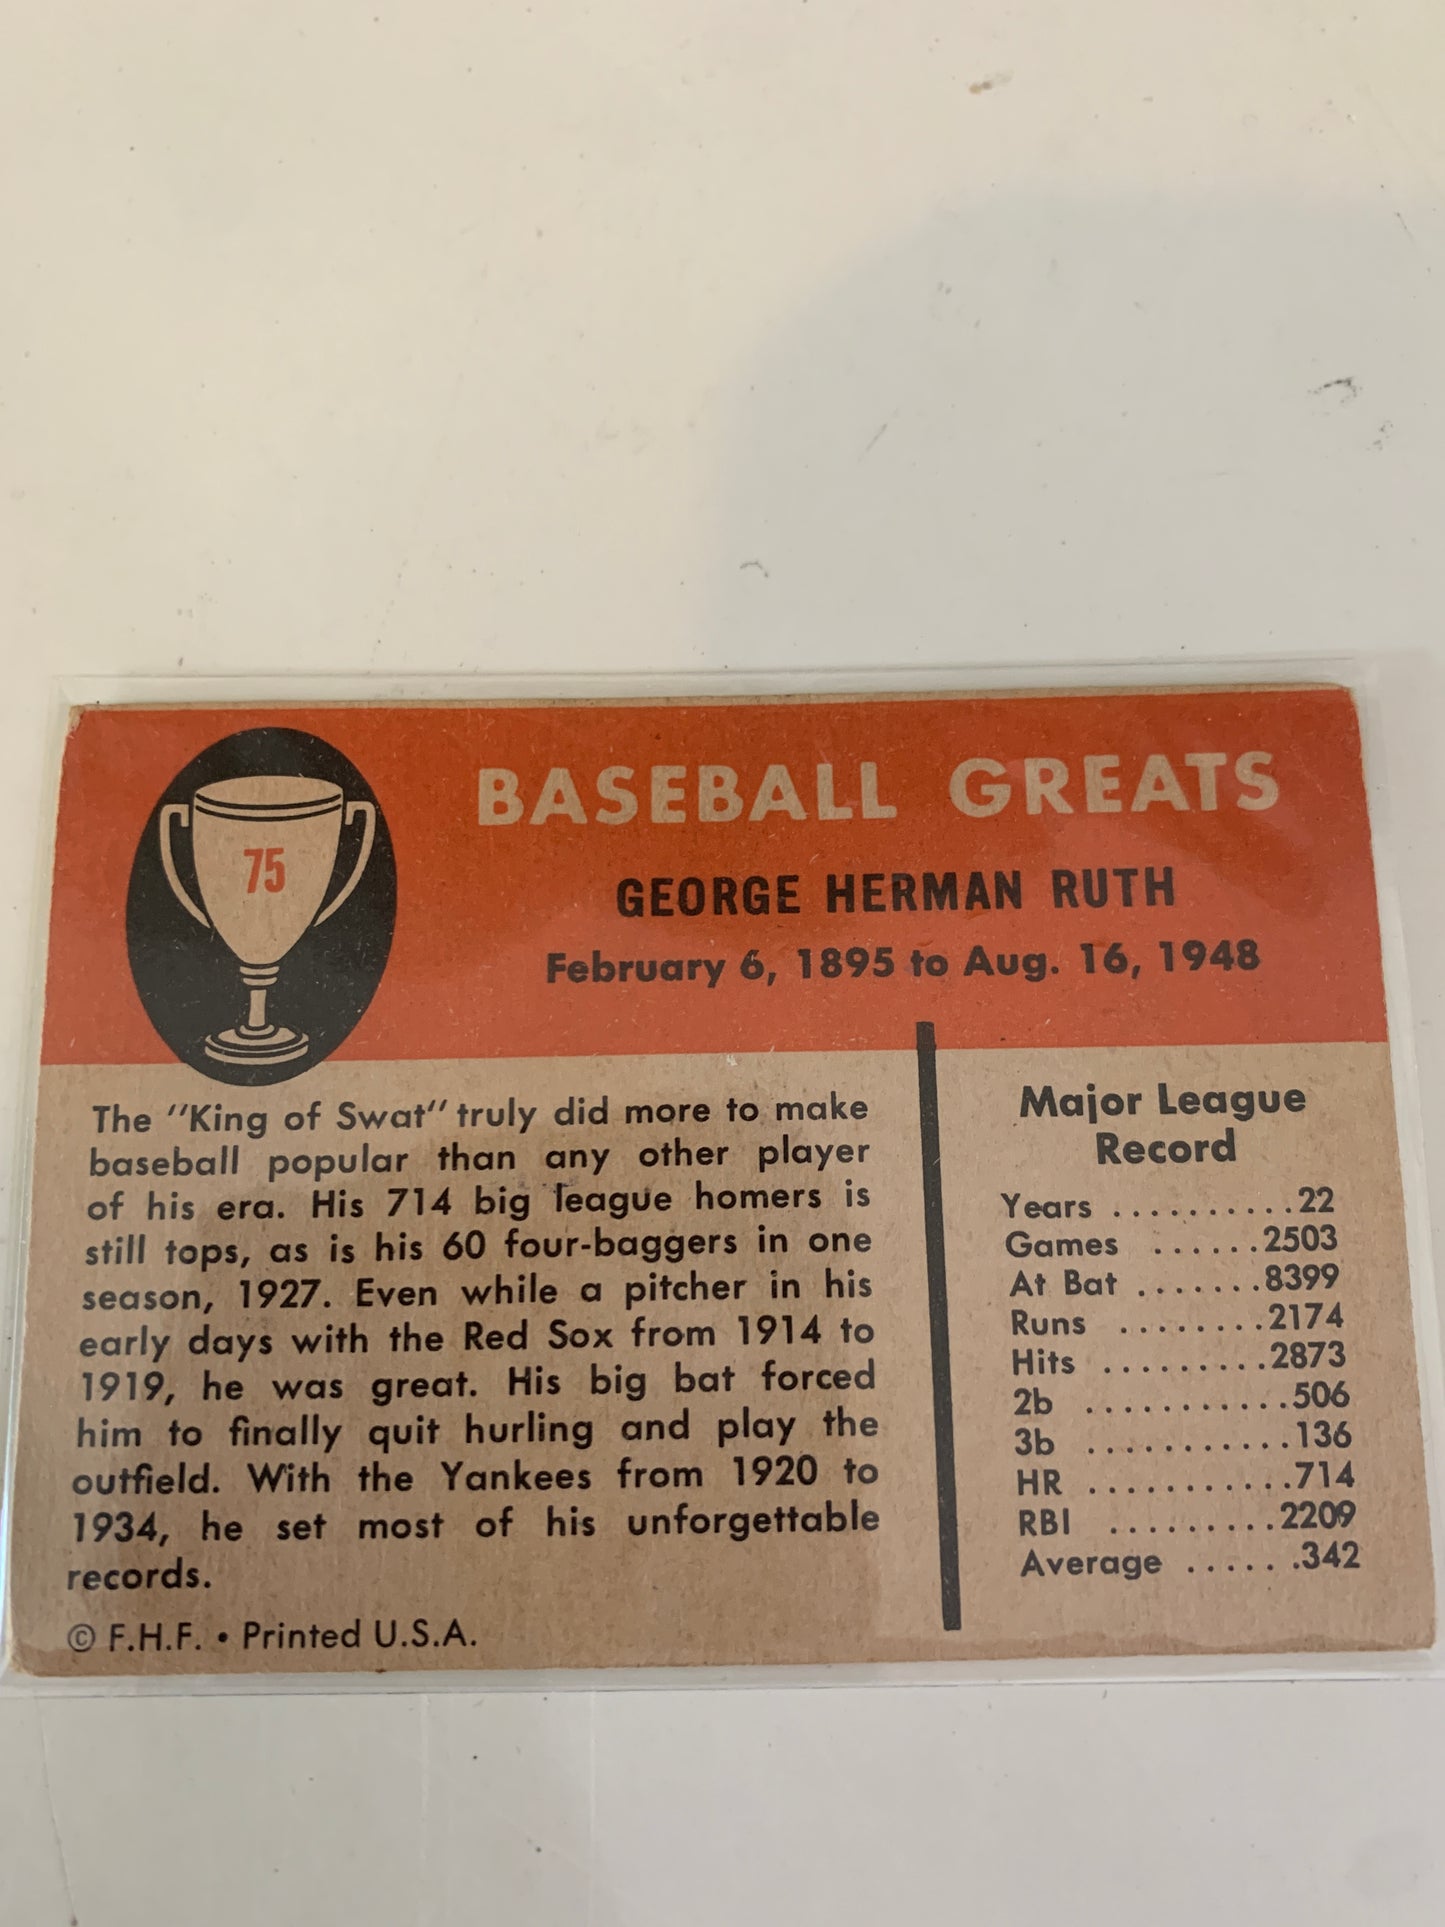 75
BASEBALL GREATS
GEORGE HERMAN RUTH
February 6, 1895 to Aug. 16, 1948
The "King of Swat" truly did more to make
baseball popular than any other player
of his era. His 714 big league homers is
still tops, as is his 60 four-baggers in one
season, 1927. Even while a pitcher in his
early days with the Red Sox from 1914 to
1919, he was great. His big bat forced
him to finally quit hurling and play the
outfield. With the Yankees from 1920 to
1934, he set most of his unforgettable
records.
© F.H.F. • Printed U.S.A.
Major League
Record
Years ..........22
Games ......2503
At Bat .......8399
Runs ........2174
Hits .........2873
2b ...........506
3b ...........136
HR ...........714
RBI .........2209
Average ......342